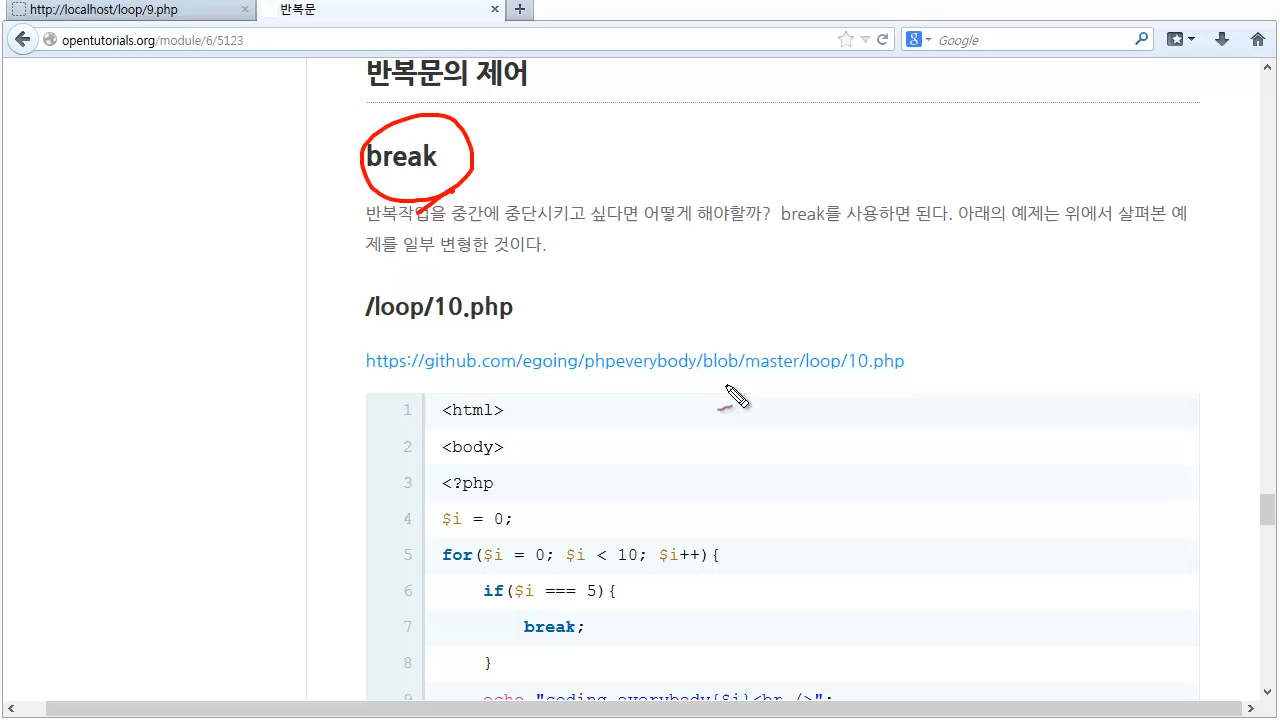 http://localhost/loop/9.php
반복문
opentutorials.org/module/6/5123
Google
반복문의 제어
break
반복작업을 중간에 중단시키고 싶다면 어떻게 해야할까? break를 사용하면 된다. 아래의 예제는 위에서 살펴본 예
제를 일부 변형한 것이다.
/loop/10.php
https://github.com/egoing/phpeverybody/blob/master/loop/10.php
1 <html>
2 <body>
3 <?php
4 $i = 0;
5 for($i = 0; $i < 10; $i++){
6 if($i === 5){
7 break;
8 }
9 echo "coding everybody{$i}<br />";